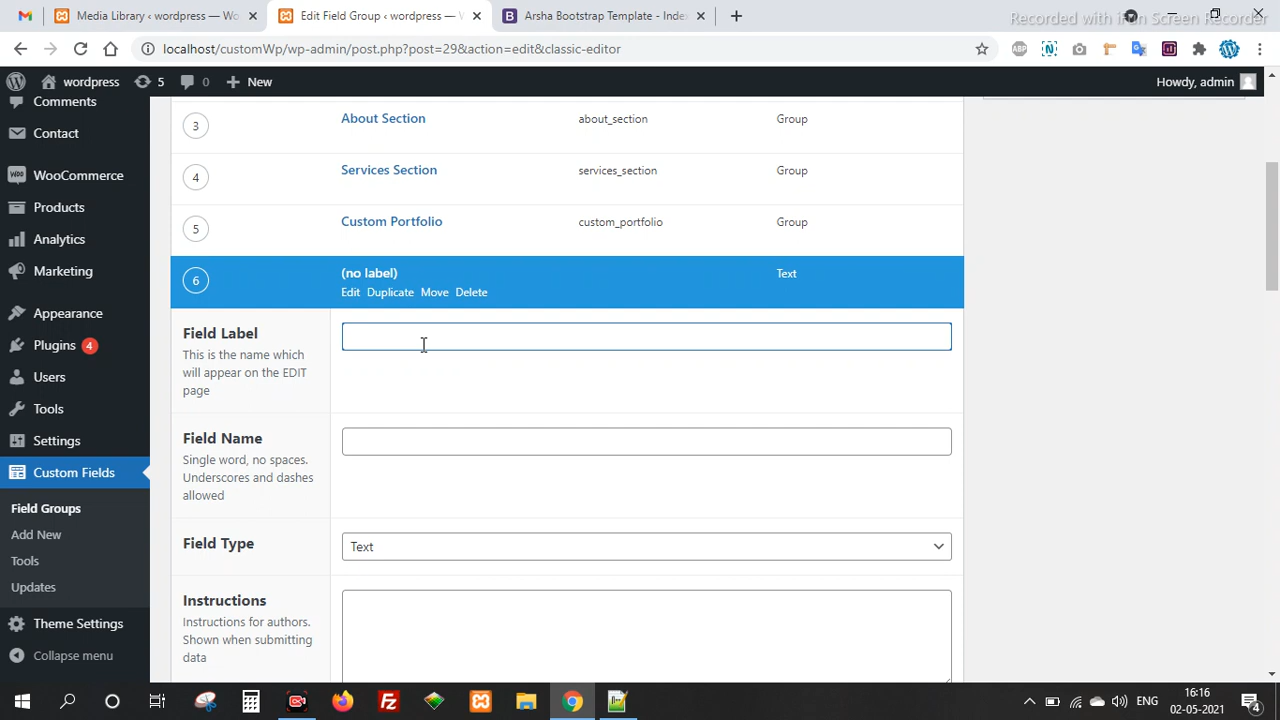 Media Library ‹ wordpress — Wo
Edit Field Group ‹ wordpress — V
Arsha Bootstrap Template - Index
Recorded with iFun Screen Recorder
localhost/customWp/wp-admin/post.php?post=29&action=edit&classic-editor
wordpress
5
0
New
Howdy, admin
Comments
Contact
WooCommerce
Products
Analytics
Marketing
Appearance
Plugins 4
Users
Tools
Settings
Custom Fields
Field Groups
Add New
Tools
Updates
Theme Settings
Collapse menu
3 About Section about_section Group
4 Services Section services_section Group
5 Custom Portfolio custom_portfolio Group
6 (no label) Text
Edit Duplicate Move Delete
Field Label
This is the name which
will appear on the EDIT
page
Field Name
Single word, no spaces.
Underscores and dashes
allowed
Field Type
Text
Instructions
Instructions for authors.
Shown when submitting
data
ENG
16:16
02-05-2021
4